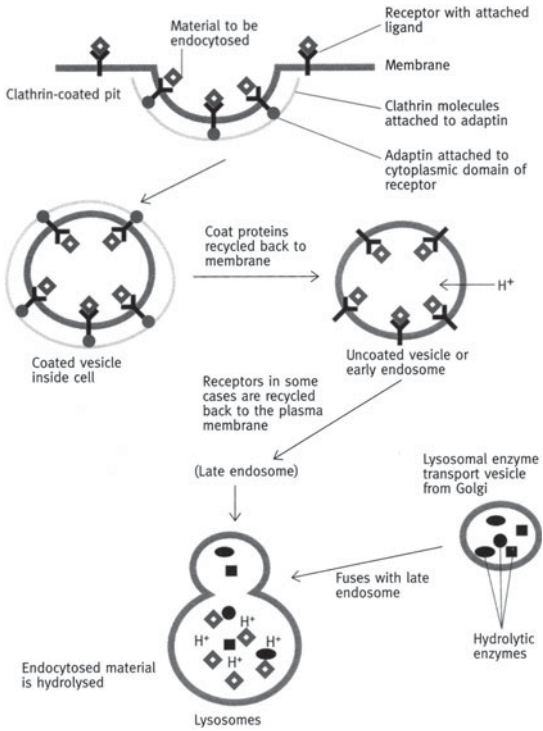 Material to be
endocytosed
Receptor with attached
ligand
Membrane
Clathrin-coated pit
Clathrin molecules
attached to adaptin
Adaptin attached to
cytoplasmic domain of
receptor
Coat proteins
recycled back to
membrane
H+
Coated vesicle
inside cell
Uncoated vesicle or
early endosome
Receptors in some
cases are recycled
back to the plasma
membrane
(Late endosome)
Lysosomal enzyme
transport vesicle
from Golgi
Fuses with late
endosome
H+
H+
H+
H+
Hydrolytic
enzymes
Endocytosed material
is hydrolysed
Lysosomes